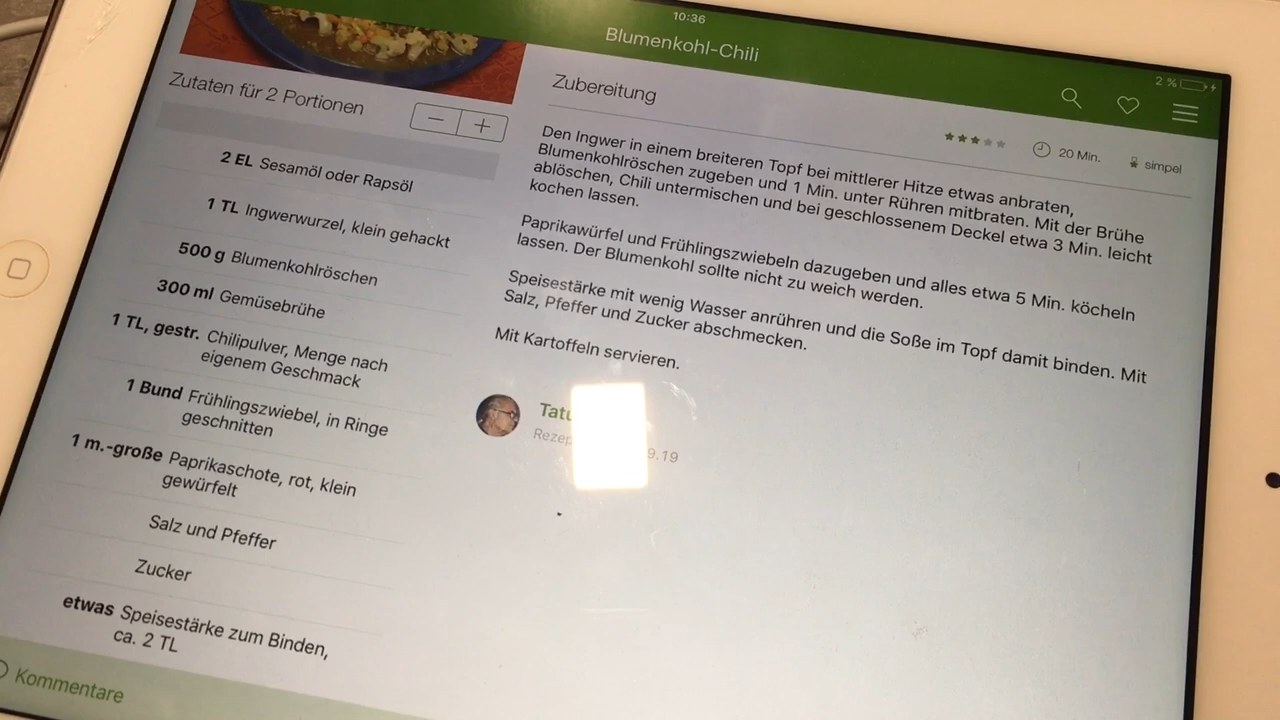 10:36
2 %
Blumenkohl-Chili
Zutaten für 2 Portionen
− +
2 EL Sesamöl oder Rapsöl
1 TL Ingwerwurzel, klein gehackt
500 g Blumenkohlröschen
300 ml Gemüsebrühe
1 TL, gestr. Chilipulver, Menge nach
eigenem Geschmack
1 Bund Frühlingszwiebel, in Ringe
geschnitten
1 m.-große Paprikaschote, rot, klein
gewürfelt
Salz und Pfeffer
Zucker
etwas Speisestärke zum Binden,
ca. 2 TL
Kommentare
Zubereitung
20 Min.
simpel
Den Ingwer in einem breiteren Topf bei mittlerer Hitze etwas anbraten,
Blumenkohlröschen zugeben und 1 Min. unter Rühren mitbraten. Mit der Brühe
ablöschen, Chili untermischen und bei geschlossenem Deckel etwa 3 Min. leicht
kochen lassen.
Paprikawürfel und Frühlingszwiebeln dazugeben und alles etwa 5 Min. köcheln
lassen. Der Blumenkohl sollte nicht zu weich werden.
Speisestärke mit wenig Wasser anrühren und die Soße im Topf damit binden. Mit
Salz, Pfeffer und Zucker abschmecken.
Mit Kartoffeln servieren.